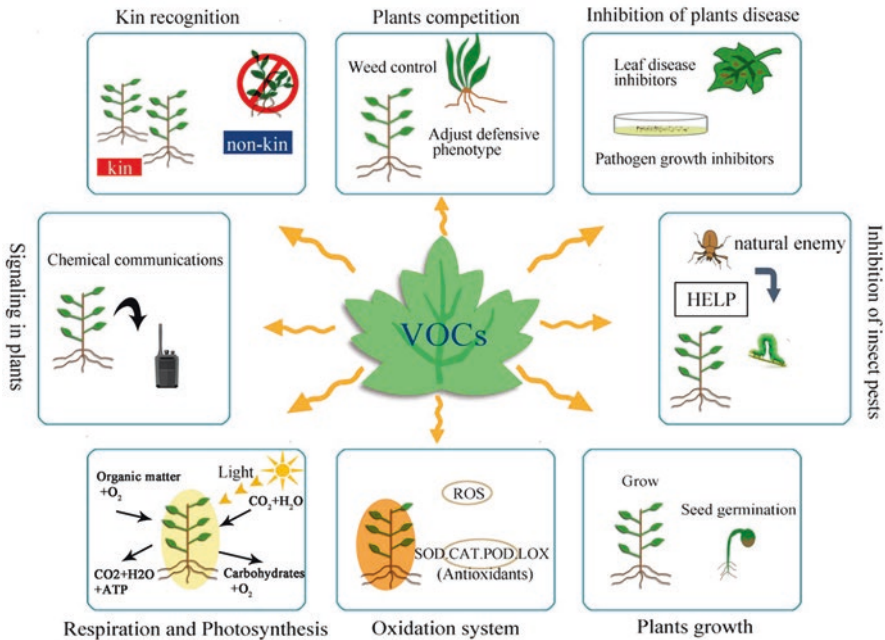 Kin recognition
Plants competition
Inhibition of plants disease
kin
non-kin
Weed control
Adjust defensive
phenotype
Leaf disease
inhibitors
Pathogen growth inhibitors
Signaling in plants
Chemical communications
VOCs
natural enemy
HELP
Inhibition of insect pests
Organic matter
+O₂
Light
CO₂+H₂O
CO2+H2O
+ATP
Carbohydrates
+O₂
ROS
SOD.CAT.POD.LOX
(Antioxidants)
Grow
Seed germination
Respiration and Photosynthesis
Oxidation system
Plants growth